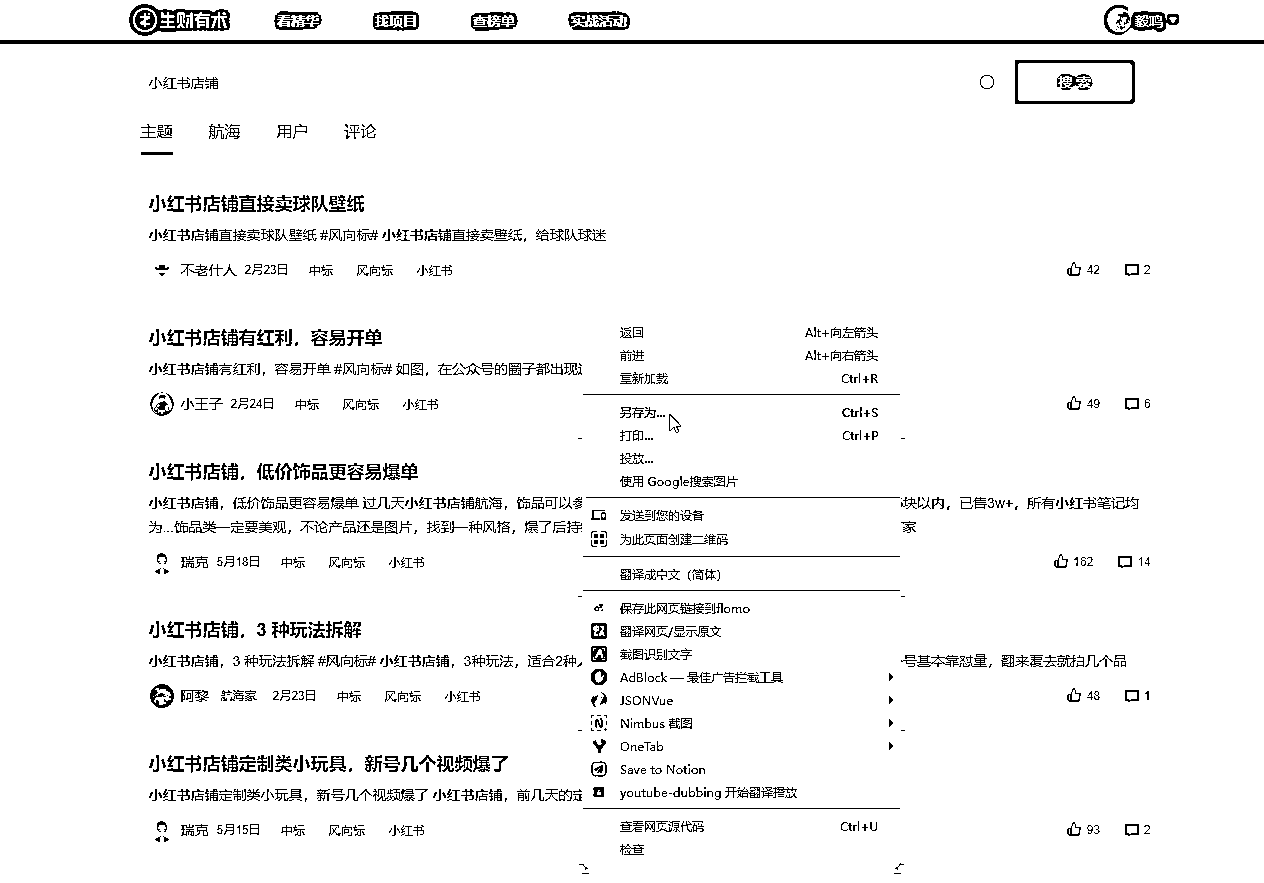 生财有术 看精华 找项目 查榜单 实战活动 毅鸣
小红书店铺 搜索
主题 航海 用户 评论
小红书店铺直接卖球队壁纸
小红书店铺直接卖球队壁纸 #风向标# 小红书店铺直接卖壁纸，给球队球迷
不老什人 2月23日 中标 风向标 小红书 42 2
小红书店铺有红利，容易开单
小红书店铺有红利，容易开单 #风向标# 如图，在公众号的圈子都出现
小王子 2月24日 中标 风向标 小红书 49 6
小红书店铺，低价饰品更容易爆单
小红书店铺，低价饰品更容易爆单 过几天小红书店铺航海，饰品可以 块以内，已售3w+，所有小红书笔记均
为...饰品类一定要美观，不论产品还是图片，找到一种风格，爆了后持 家
瑞克 5月18日 中标 风向标 小红书 162 14
小红书店铺，3 种玩法拆解
小红书店铺，3 种玩法拆解 #风向标# 小红书店铺，3种玩法，适合2种 号基本靠怼量，翻来覆去就拍几个品
阿黎 航海家 2月23日 中标 风向标 小红书 48 1
小红书店铺定制类小玩具，新号几个视频爆了
小红书店铺定制类小玩具，新号几个视频爆了 小红书店铺，前几天的定
瑞克 5月15日 中标 风向标 小红书 93 2
返回 Alt+向左箭头
前进 Alt+向右箭头
重新加载 Ctrl+R
另存为... Ctrl+S
打印... Ctrl+P
投放...
使用 Google搜索图片
发送到您的设备
为此页面创建二维码
翻译成中文（简体）
保存此网页链接到flomo
翻译网页/显示原文
截图识别文字
AdBlock — 最佳广告拦截工具
JSONVue
Nimbus 截图
OneTab
Save to Notion
youtube-dubbing 开始翻译播放
查看网页源代码 Ctrl+U
检查